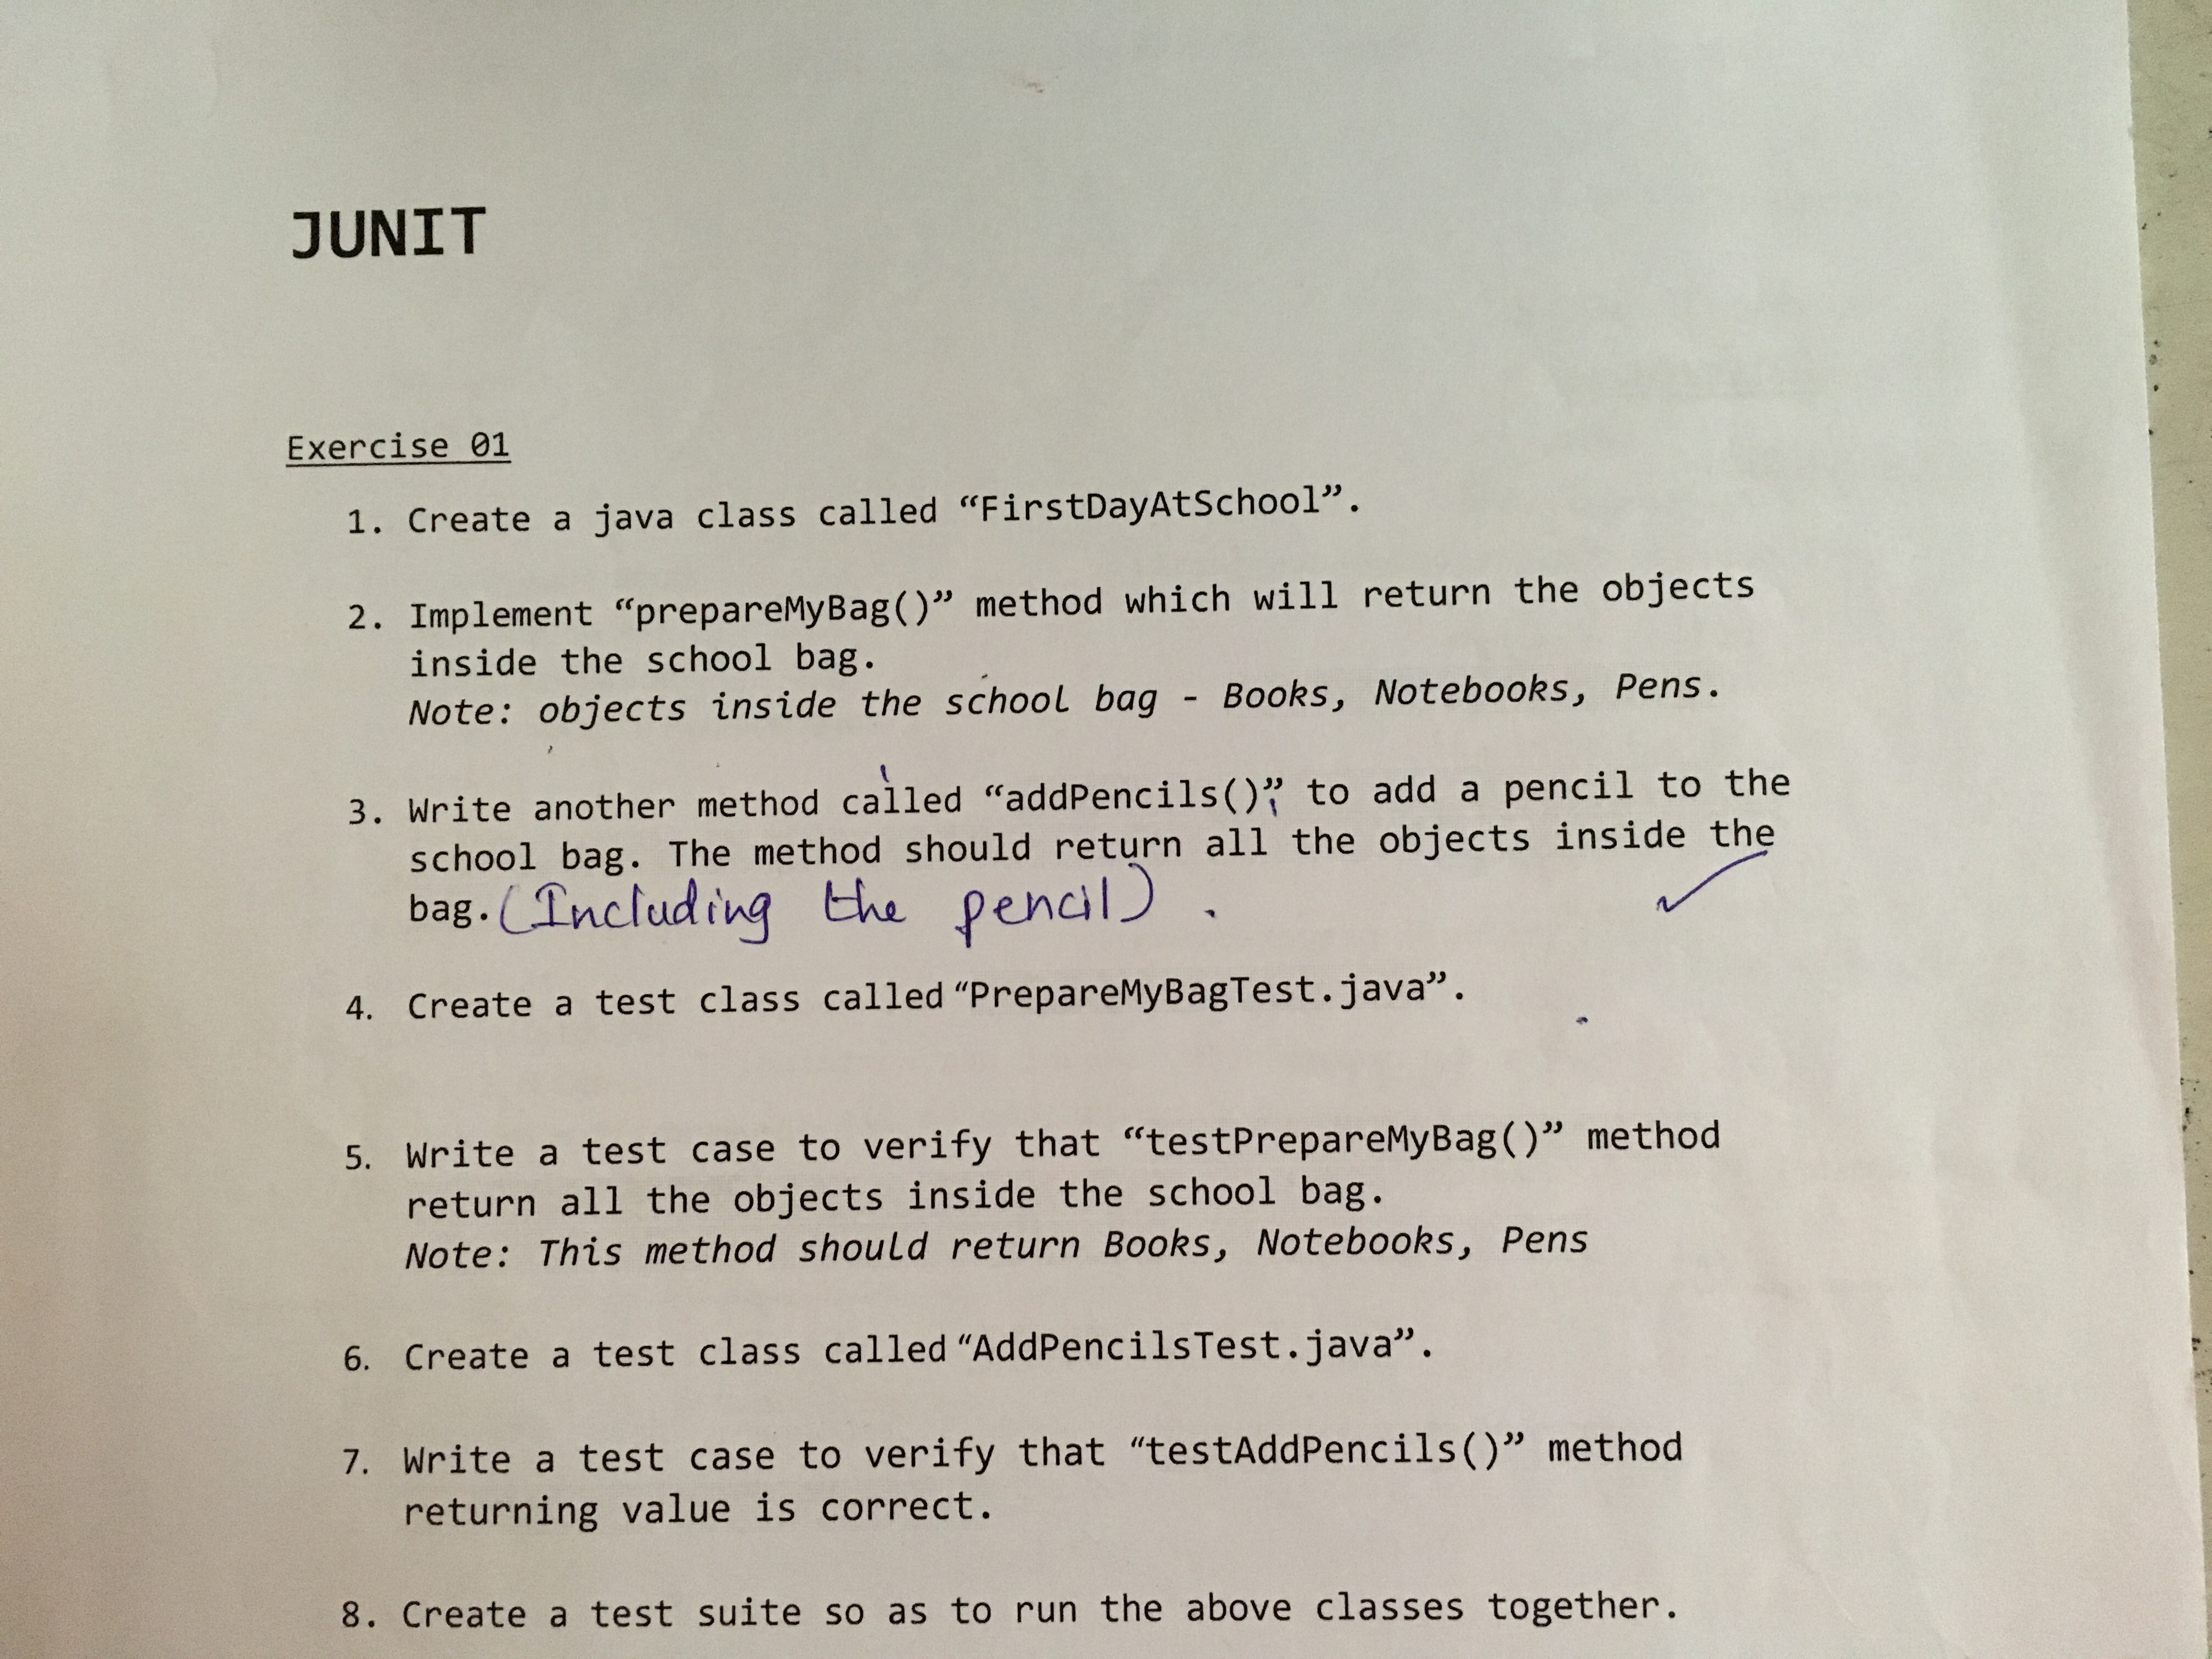 JUNIT
Exercise 01
1. Create a java class called “FirstDayAtSchool”.
2. Implement “prepareMyBag()” method which will return the objects
inside the school bag.
Note: objects inside the school bag - Books, Notebooks, Pens.
3. Write another method called “addPencils()” to add a pencil to the
school bag. The method should return all the objects inside the
bag. (Including the pencil).
4. Create a test class called “PrepareMyBagTest.java”.
5. Write a test case to verify that “testPrepareMyBag()” method
return all the objects inside the school bag.
Note: This method should return Books, Notebooks, Pens
6. Create a test class called “AddPencilsTest.java”.
7. Write a test case to verify that “testAddPencils()” method
returning value is correct.
8. Create a test suite so as to run the above classes together.